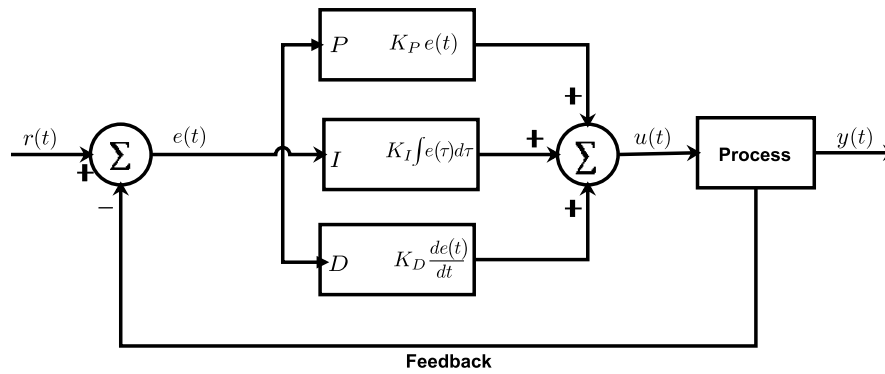 P K_P e(t)
r(t) + − Σ e(t)
I K_I ∫ e(τ)dτ
+ + + Σ u(t)
Process
y(t)
D K_D de(t)/dt
Feedback